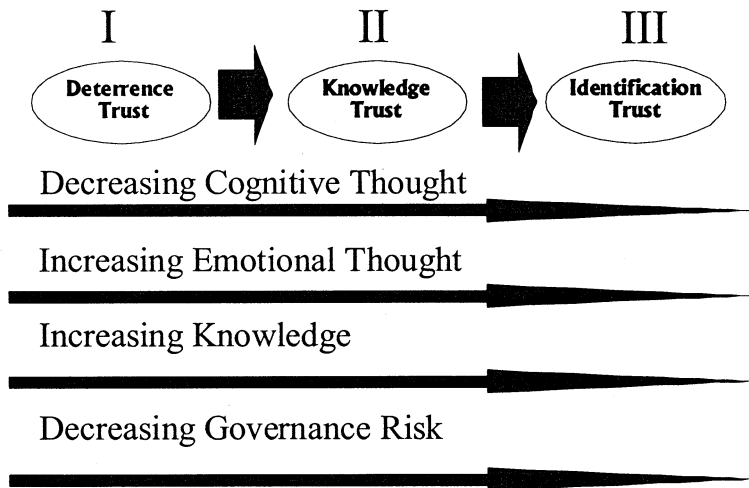 I II III
Deterrence Knowledge Identification
Trust Trust Trust
Decreasing Cognitive Thought
Increasing Emotional Thought
Increasing Knowledge
Decreasing Governance Risk